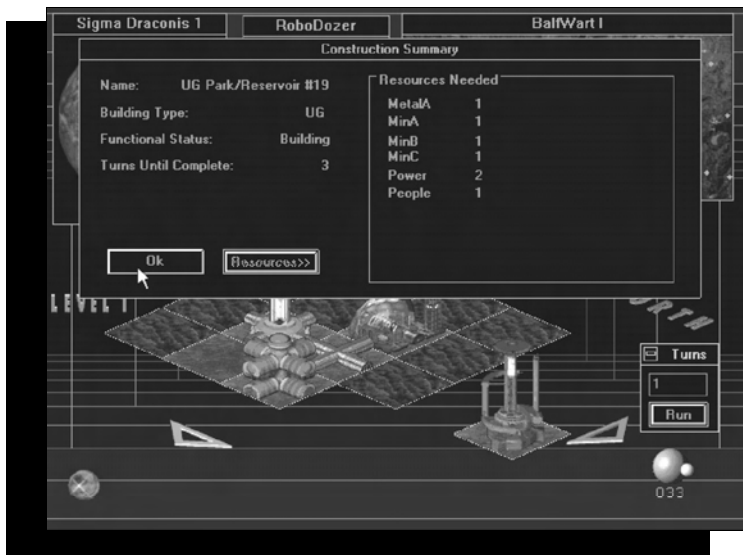 Sigma Draconis 1
RoboDozer
BalfWart I
Construction Summary
Name: UG Park/Reservoir #19
Building Type: UG
Functional Status: Building
Turns Until Complete: 3
Ok
Resources>>
Resources Needed
MetalA 1
MinA 1
MinB 1
MinC 1
Power 2
People 1
LEVEL 1
ORTH
Turns
1
Run
033